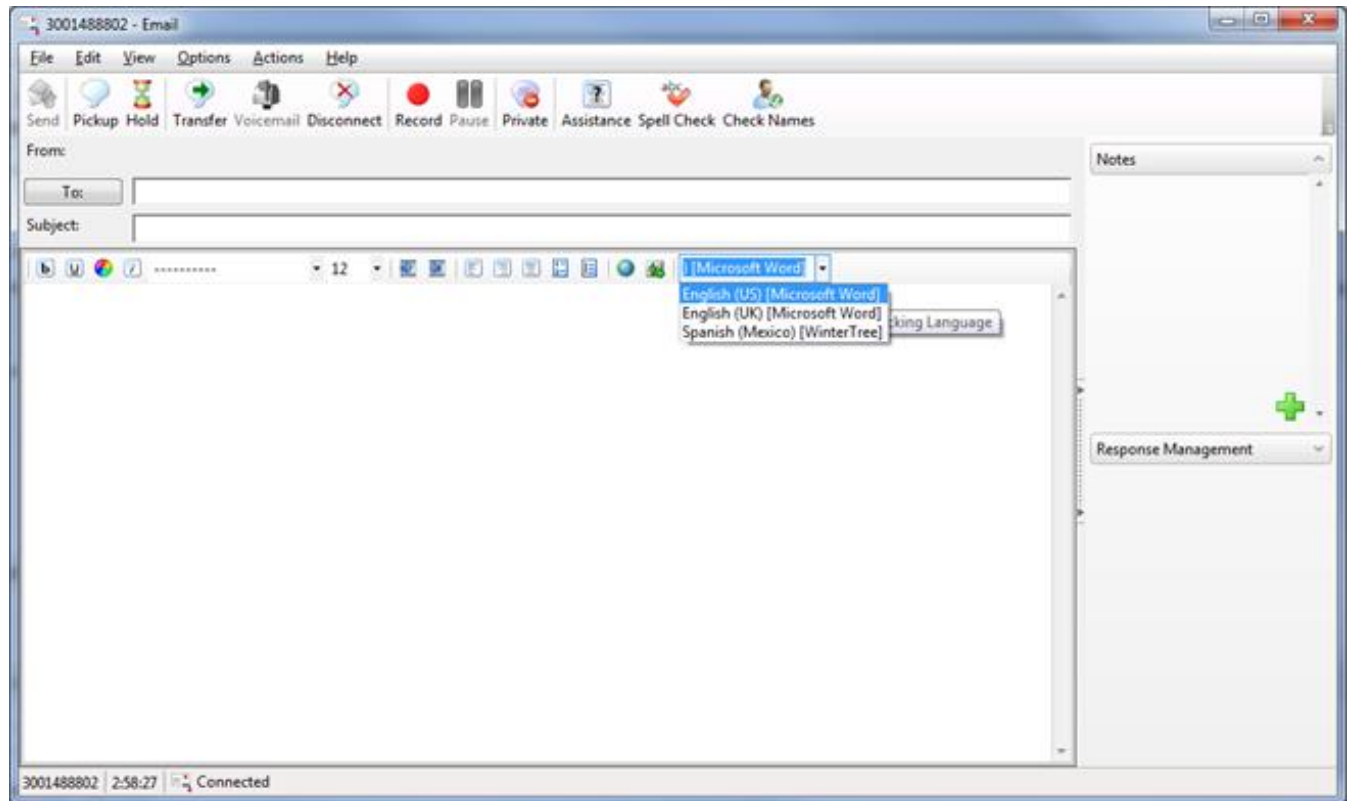 3001488802 - Email
File Edit View Options Actions Help
Send Pickup Hold Transfer Voicemail Disconnect Record Pause Private Assistance Spell Check Check Names
From:
To:
Subject:
Notes
b U i ---------- 12 ) [Microsoft Word]
English (US) [Microsoft Word]
English (UK) [Microsoft Word]
Spanish (Mexico) [WinterTree]
king Language
Response Management
3001488802 2:58:27 Connected